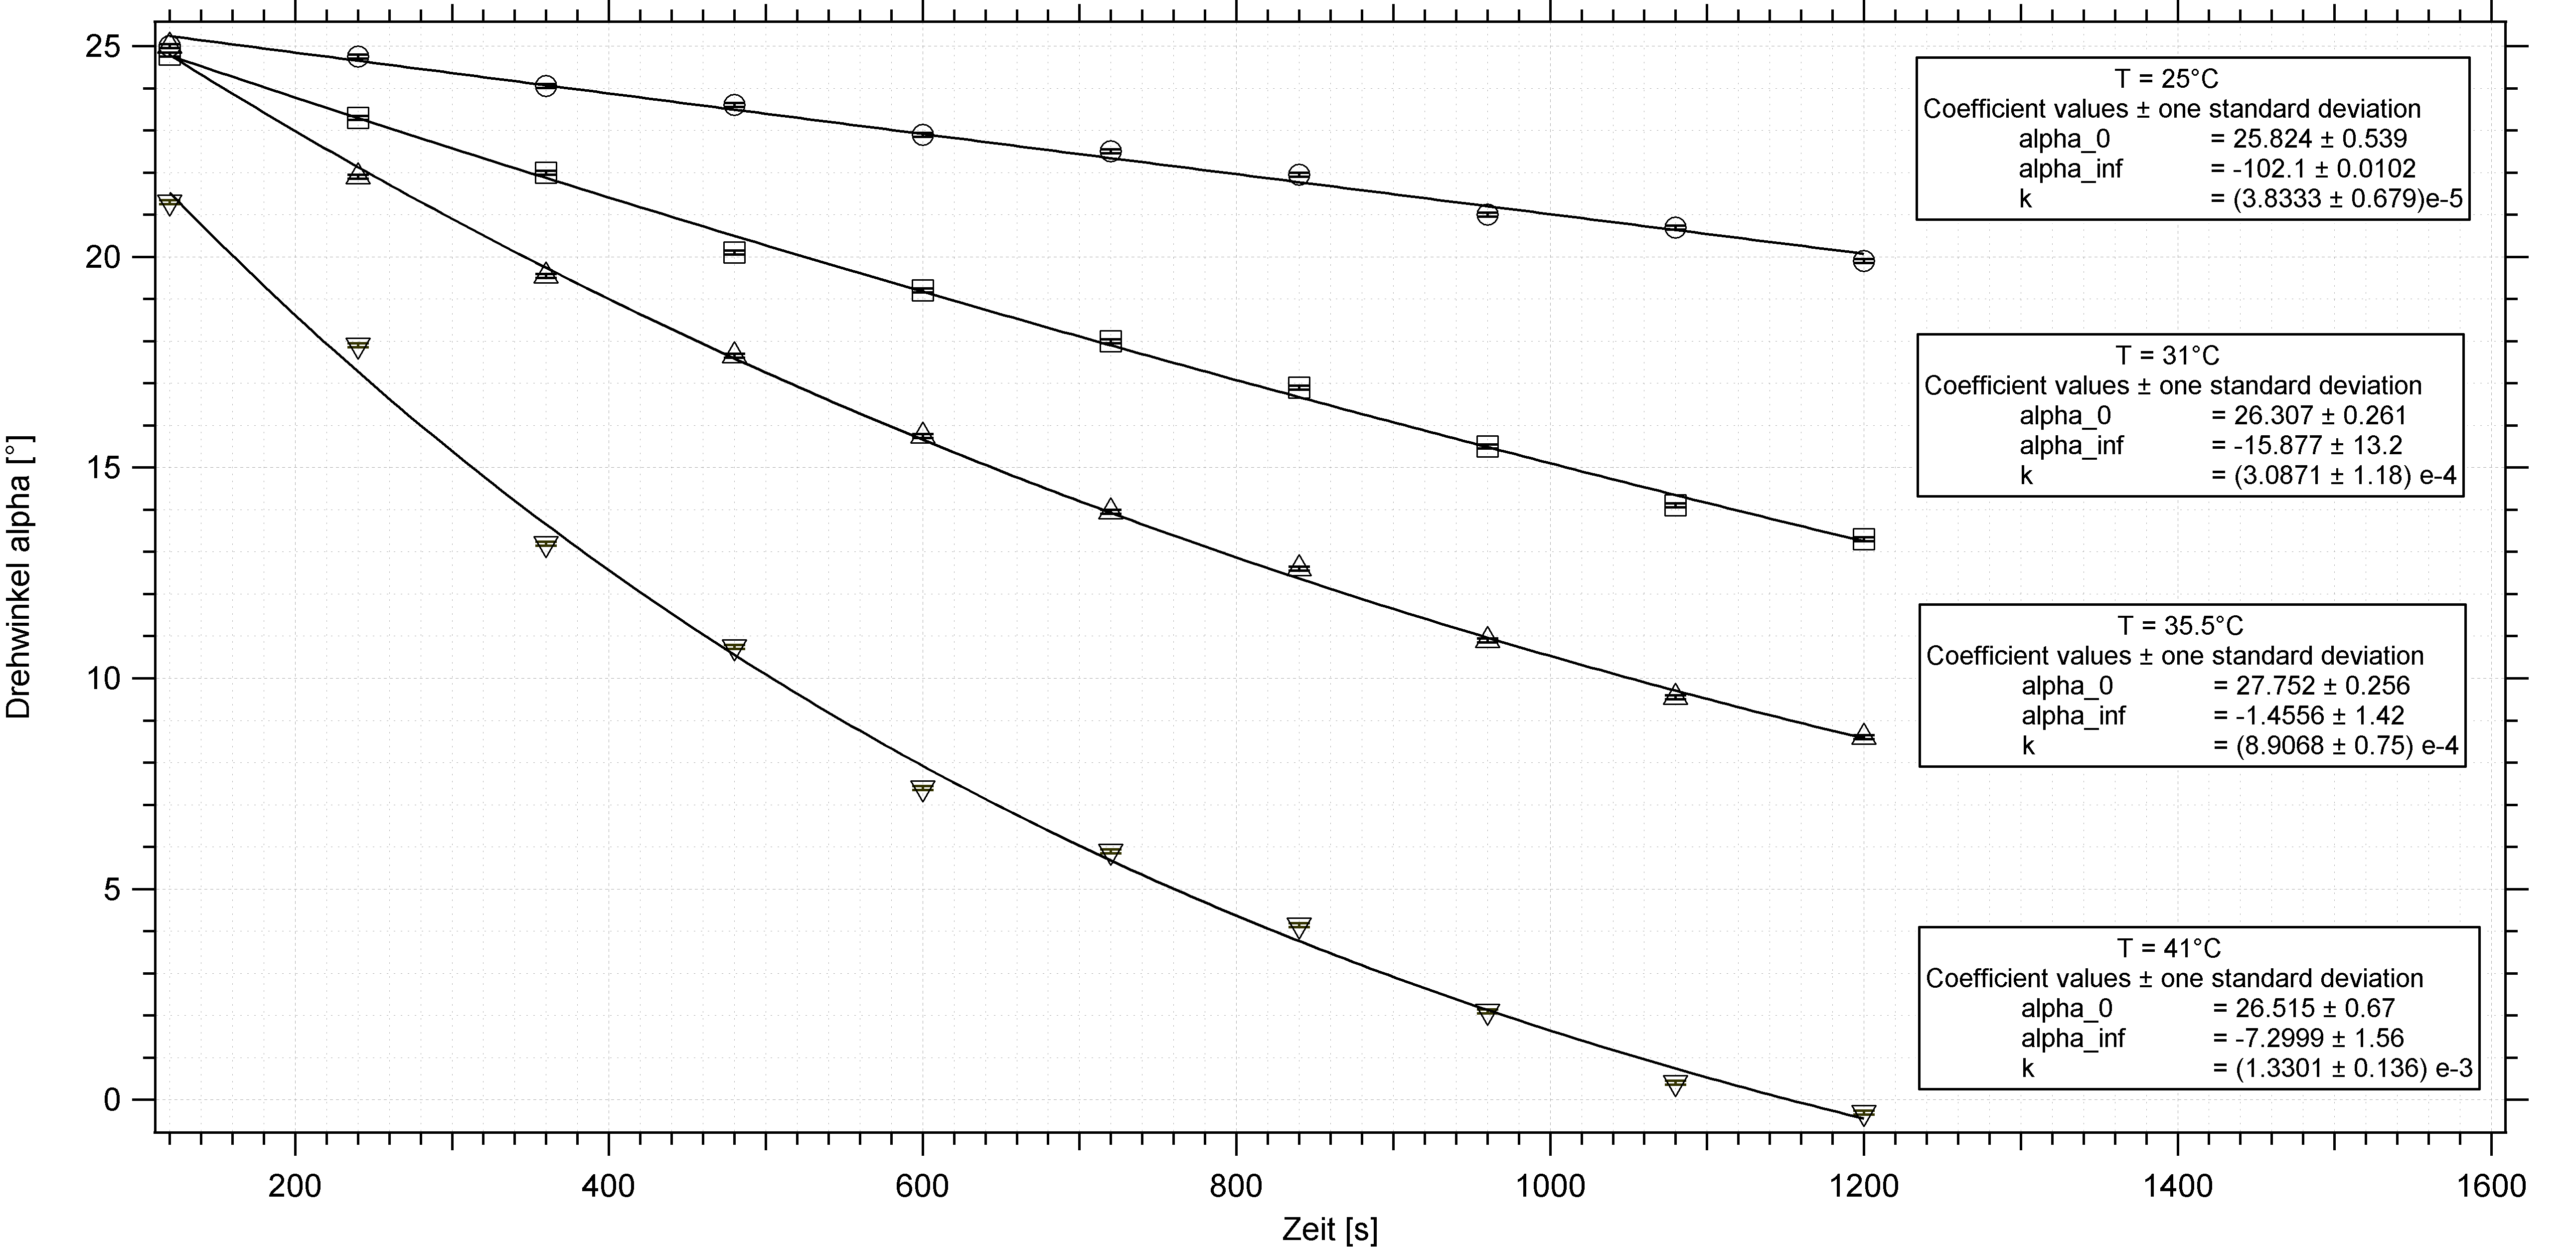 25
20
15
10
5
0
Drehwinkel alpha [°]
T = 25°C
Coefficient values ± one standard deviation
alpha_0 = 25.824 ± 0.539
alpha_inf = -102.1 ± 0.0102
k = (3.8333 ± 0.679)e-5
T = 31°C
Coefficient values ± one standard deviation
alpha_0 = 26.307 ± 0.261
alpha_inf = -15.877 ± 13.2
k = (3.0871 ± 1.18) e-4
T = 35.5°C
Coefficient values ± one standard deviation
alpha_0 = 27.752 ± 0.256
alpha_inf = -1.4556 ± 1.42
k = (8.9068 ± 0.75) e-4
T = 41°C
Coefficient values ± one standard deviation
alpha_0 = 26.515 ± 0.67
alpha_inf = -7.2999 ± 1.56
k = (1.3301 ± 0.136) e-3
200 400 600 800 1000 1200 1400 1600
Zeit [s]